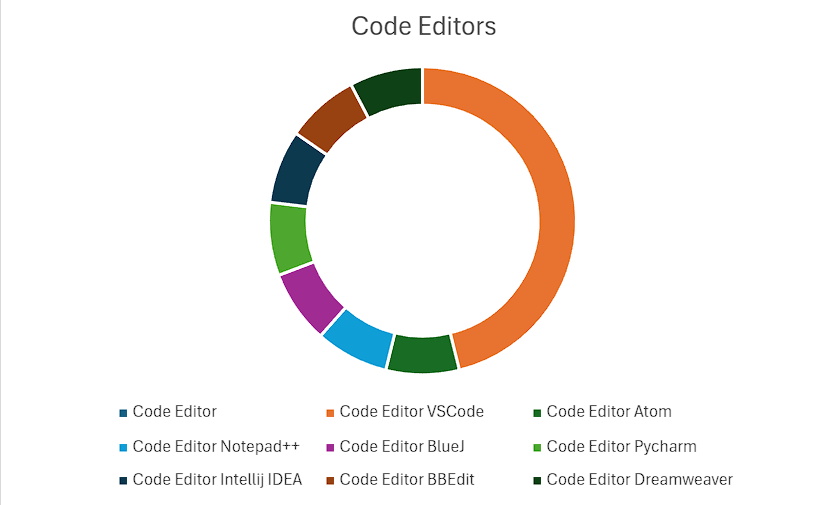 Code Editors
Code Editor
Code Editor VSCode
Code Editor Atom
Code Editor Notepad++
Code Editor BlueJ
Code Editor Pycharm
Code Editor Intellij IDEA
Code Editor BBEdit
Code Editor Dreamweaver